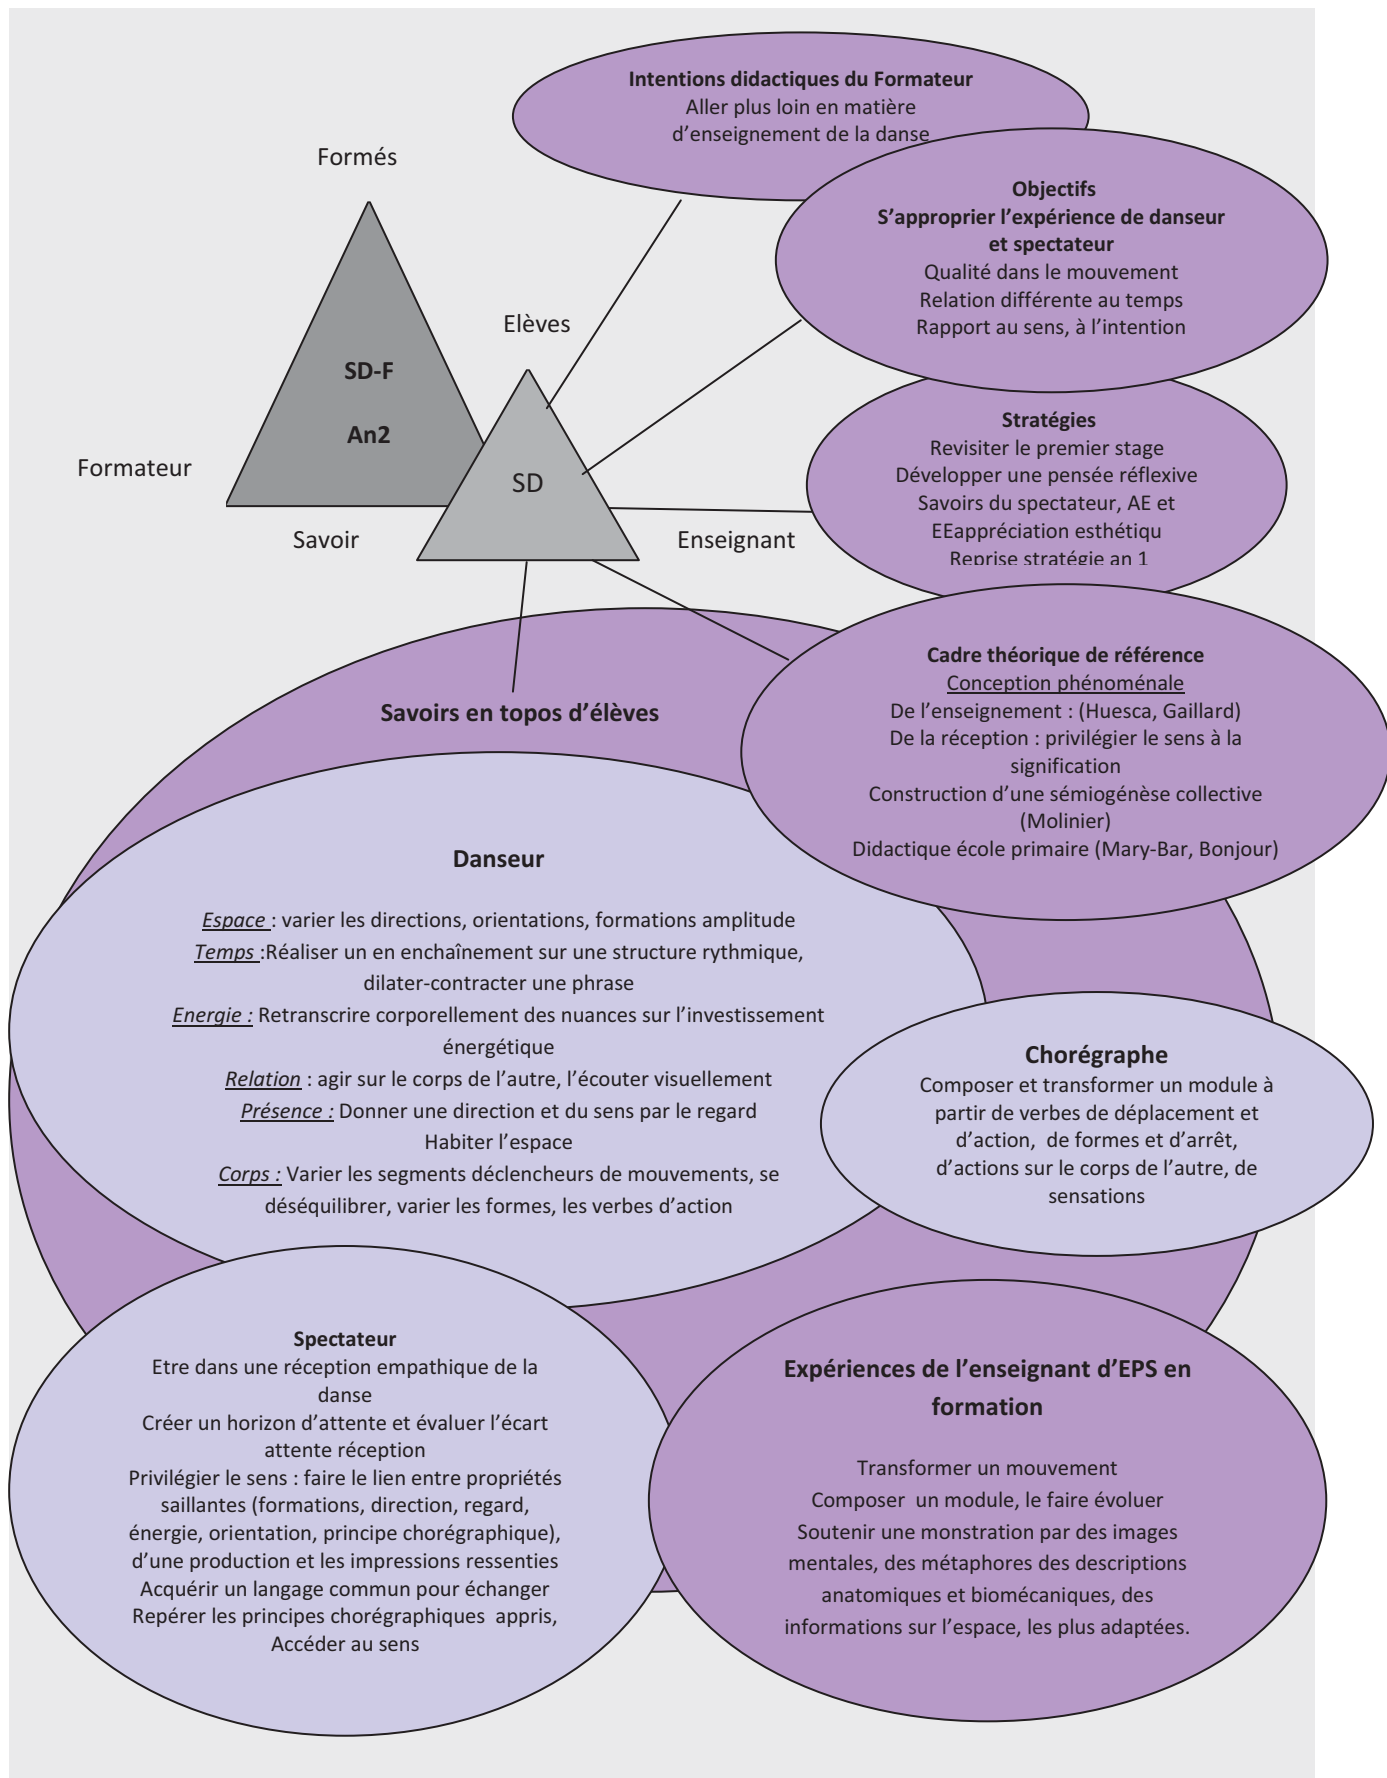 Intentions didactiques du Formateur
Aller plus loin en matière
d’enseignement de la danse
Formés
Objectifs
S’approprier l’expérience de danseur
et spectateur
Qualité dans le mouvement
Relation différente au temps
Rapport au sens, à l’intention
Elèves
SD-F
An2
Formateur
SD
Savoir
Enseignant
Stratégies
Revisiter le premier stage
Développer une pensée réflexive
Savoirs du spectateur, AE et
EEappréciation esthétiqu
Reprise stratégie an 1
Cadre théorique de référence
Conception phénoménale
De l’enseignement : (Huesca, Gaillard)
De la réception : privilégier le sens à la
signification
Construction d’une sémiogénèse collective
(Molinier)
Didactique école primaire (Mary-Bar, Bonjour)
Savoirs en topos d’élèves
Danseur
Espace : varier les directions, orientations, formations amplitude
Temps :Réaliser un en enchaînement sur une structure rythmique,
dilater-contracter une phrase
Energie : Retranscrire corporellement des nuances sur l’investissement
énergétique
Relation : agir sur le corps de l’autre, l’écouter visuellement
Présence : Donner une direction et du sens par le regard
Habiter l’espace
Corps : Varier les segments déclencheurs de mouvements, se
déséquilibrer, varier les formes, les verbes d’action
Chorégraphe
Composer et transformer un module à
partir de verbes de déplacement et
d’action, de formes et d’arrêt,
d’actions sur le corps de l’autre, de
sensations
Spectateur
Etre dans une réception empathique de la
danse
Créer un horizon d’attente et évaluer l’écart
attente réception
Privilégier le sens : faire le lien entre propriétés
saillantes (formations, direction, regard,
énergie, orientation, principe chorégraphique),
d’une production et les impressions ressenties
Acquérir un langage commun pour échanger
Repérer les principes chorégraphiques appris,
Accéder au sens
Expériences de l’enseignant d’EPS en
formation
Transformer un mouvement
Composer un module, le faire évoluer
Soutenir une monstration par des images
mentales, des métaphores des descriptions
anatomiques et biomécaniques, des
informations sur l’espace, les plus adaptées.